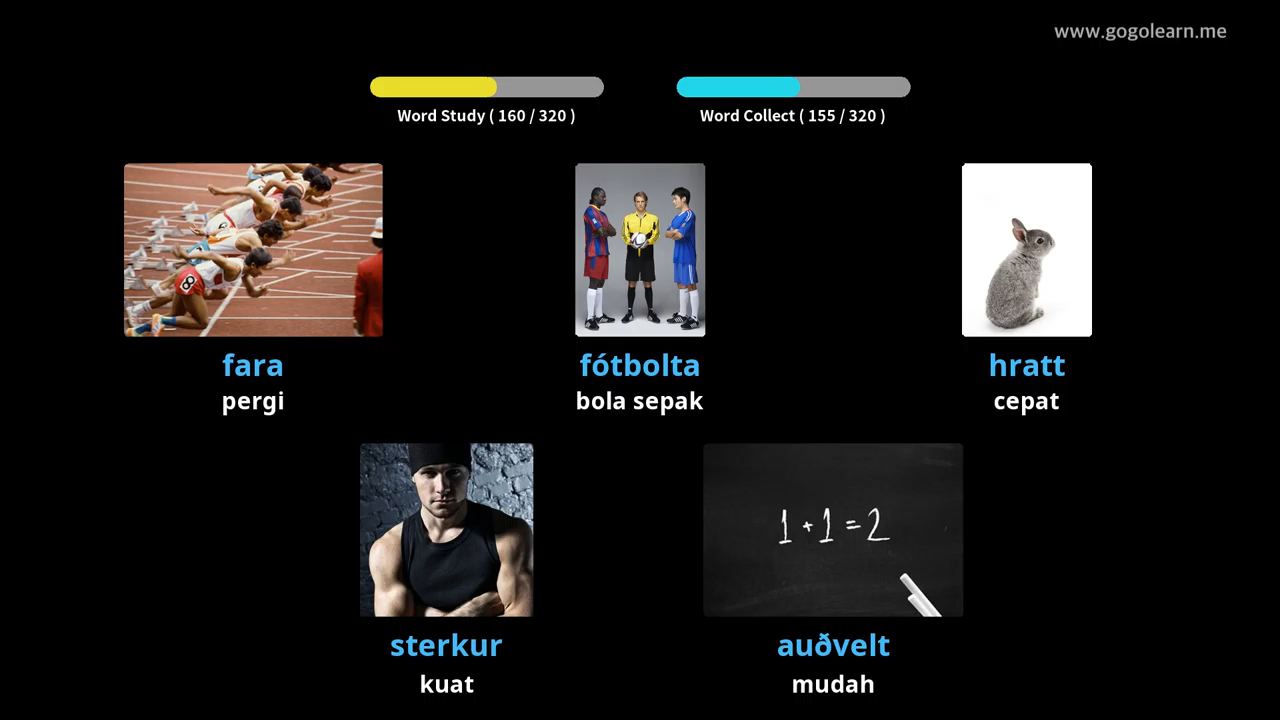 www.gogolearn.me
Word Study ( 160 / 320 )
Word Collect ( 155 / 320 )
8
fara
pergi
fótbolta
bola sepak
hratt
cepat
1 + 1 = 2
sterkur
kuat
auðvelt
mudah